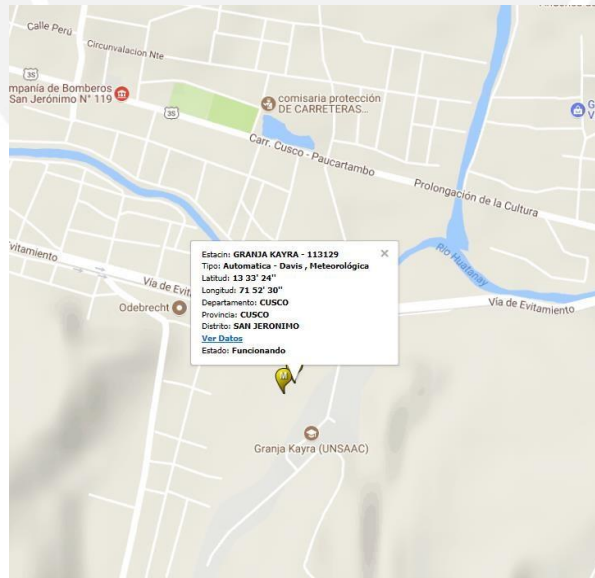 Calle Perú
Circunvalacion Nte
35
mpanía de Bomberos
San Jerónimo N° 119
35
comisaria protección
DE CARRETERAS...
G
V
Carr. Cusco - Paucartambo
Prolongación de la Cultura
Río Huatanay
vitamiento
Vía de Evit
Odebrecht
Vía de Evitamiento
Estacin: GRANJA KAYRA - 113129
Tipo: Automatica - Davis , Meteorológica
Latitud: 13 33' 24''
Longitud: 71 52' 30''
Departamento: CUSCO
Provincia: CUSCO
Distrito: SAN JERONIMO
Ver Datos
Estado: Funcionando
Granja Kayra (UNSAAC)